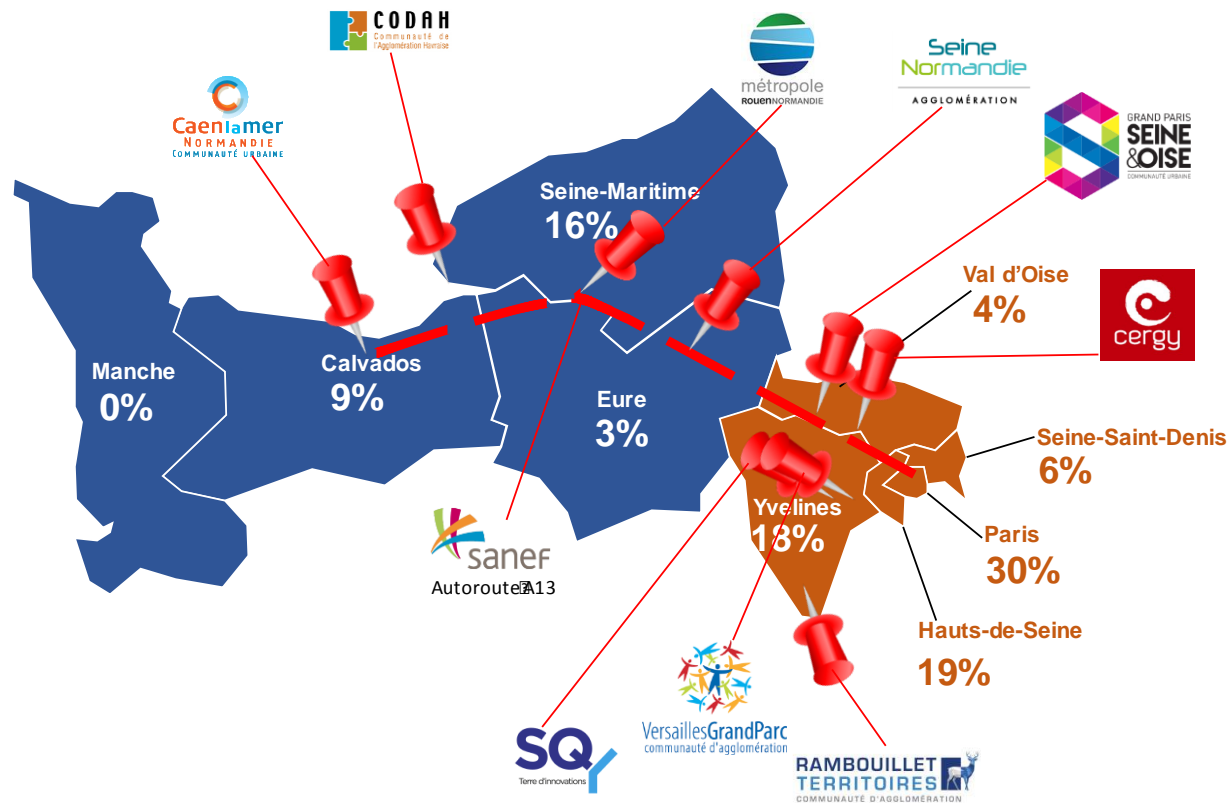 CODAH
Communauté de
l'Agglomération Havraise
métropole
ROUENNORMANDIE
Seine
Normandie
AGGLOMÉRATION
Caenlamer
NORMANDIE
COMMUNAUTÉ URBAINE
GRAND PARIS
SEINE
&OISE
COMMUNAUTÉ URBAINE
Seine-Maritime
16%
Val d'Oise
4%
cergy
Manche
0%
Calvados
9%
Eure
3%
Seine-Saint-Denis
6%
Yvelines
18%
Paris
30%
sanef
Autoroute A13
Hauts-de-Seine
19%
VersaillesGrandParc
communauté d'agglomération
SQY
Terre d'innovations
RAMBOUILLET
TERRITOIRES
COMMUNAUTÉ D'AGGLOMÉRATION